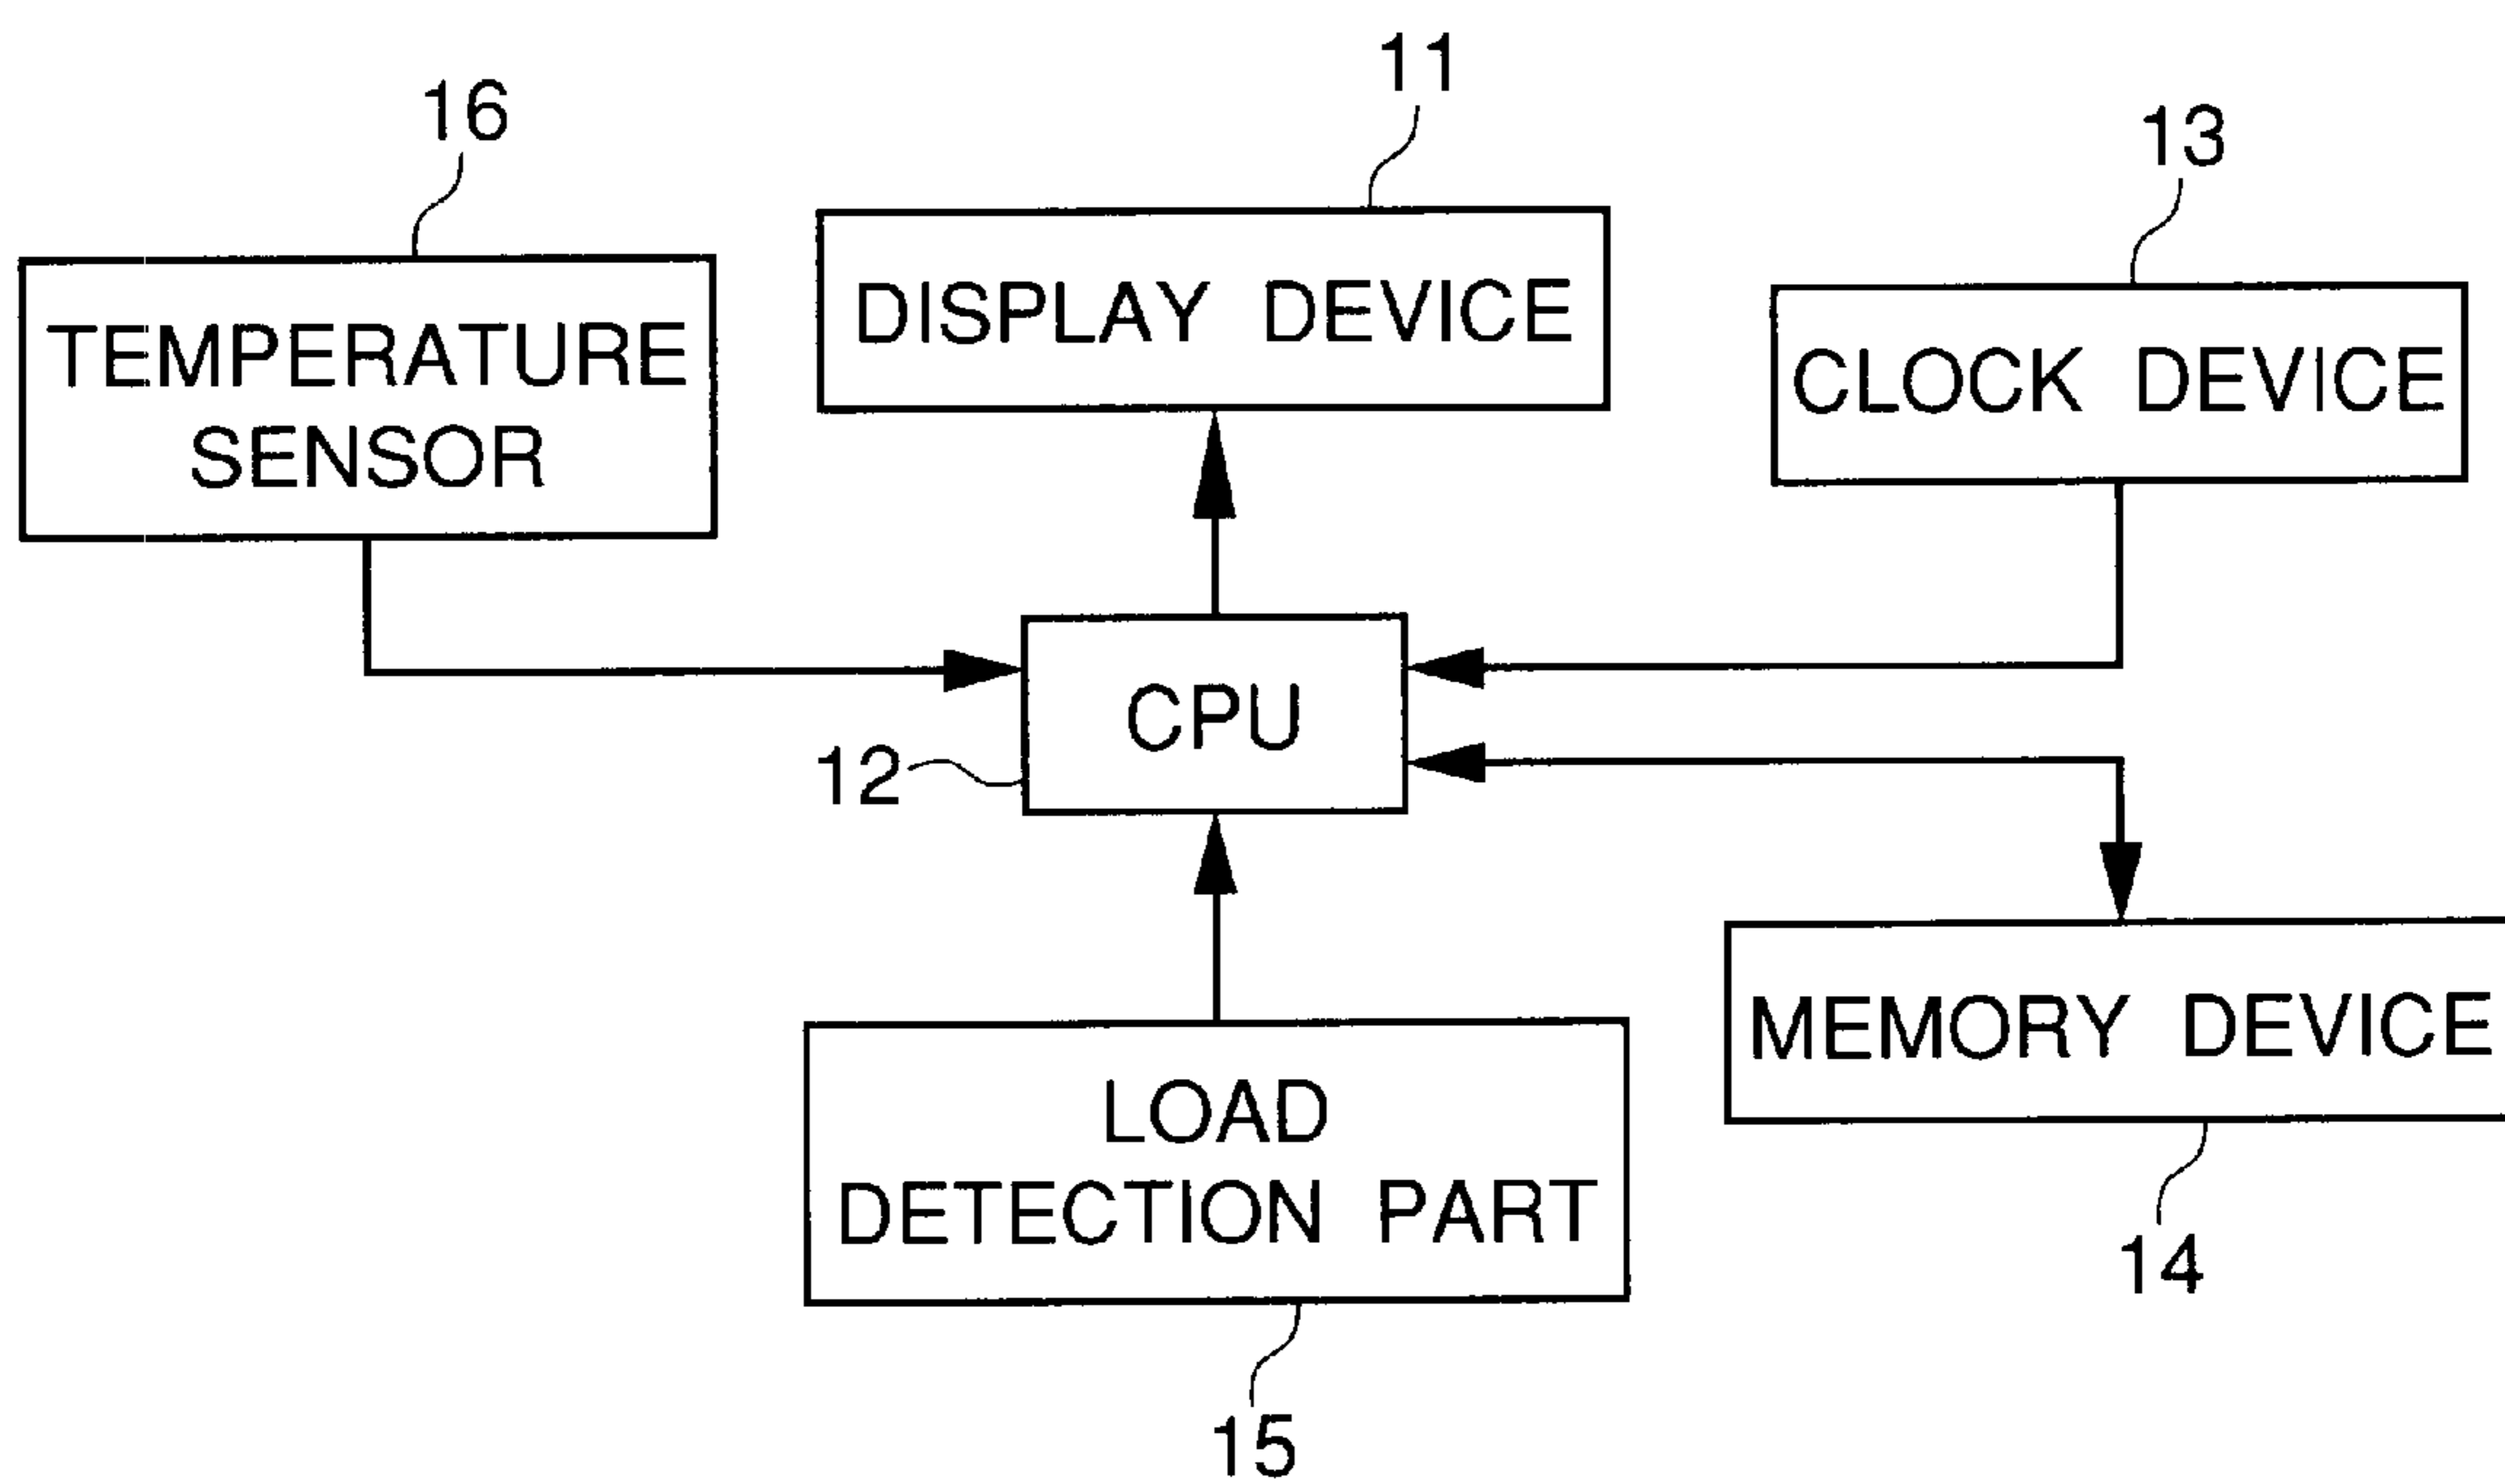 11
16
13
DISPLAY DEVICE
TEMPERATURE
SENSOR
CLOCK DEVICE
CPU
12
MEMORY DEVICE
LOAD
DETECTION PART
14
15